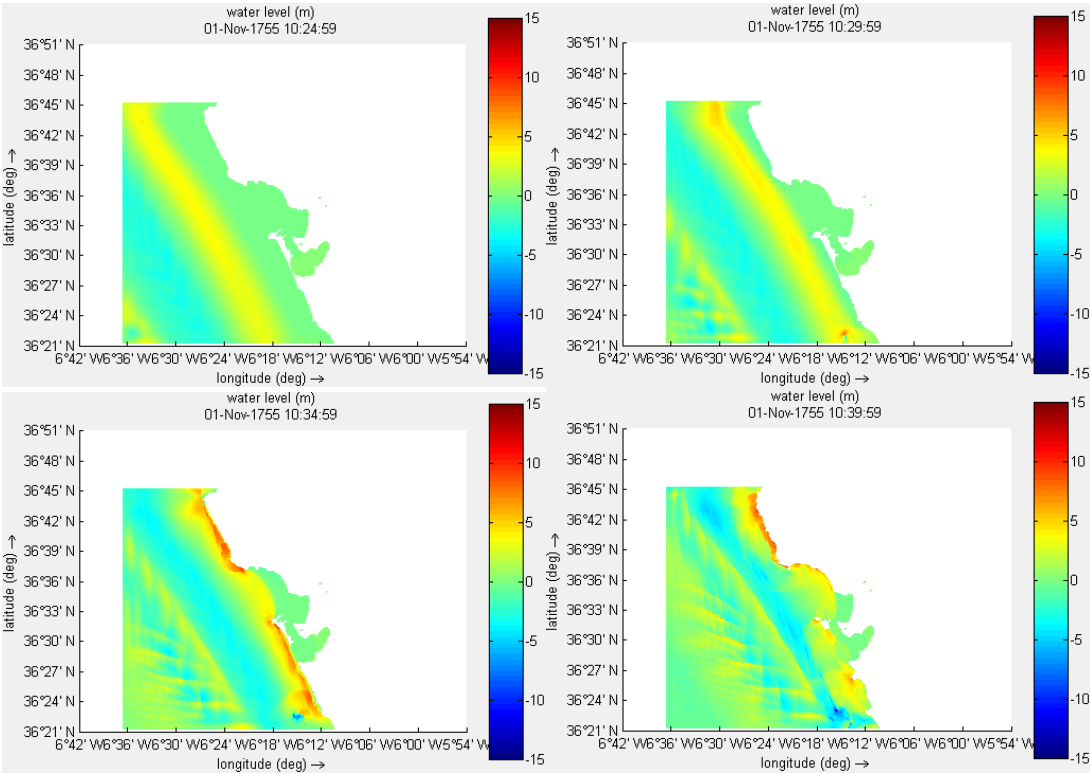 water level (m)
01-Nov-1755 10:24:59
36°51' N
36°48' N
36°45' N
36°42' N
36°39' N
36°36' N
36°33' N
36°30' N
36°27' N
36°24' N
36°21' N
latitude (deg) →
6°42' W6°36' W6°30' W6°24' W6°18' W6°12' W6°06' W6°00' W5°54' W
longitude (deg) →
15
10
5
0
-5
-10
-15
water level (m)
01-Nov-1755 10:29:59
36°51' N
36°48' N
36°45' N
36°42' N
36°39' N
36°36' N
36°33' N
36°30' N
36°27' N
36°24' N
36°21' N
latitude (deg) →
6°42' W6°36' W6°30' W6°24' W6°18' W6°12' W6°06' W6°00' W5°54' W
longitude (deg) →
15
10
5
0
-5
-10
-15
water level (m)
01-Nov-1755 10:34:59
36°51' N
36°48' N
36°45' N
36°42' N
36°39' N
36°36' N
36°33' N
36°30' N
36°27' N
36°24' N
36°21' N
latitude (deg) →
6°42' W6°36' W6°30' W6°24' W6°18' W6°12' W6°06' W6°00' W5°54' W
longitude (deg) →
15
10
5
0
-5
-10
-15
water level (m)
01-Nov-1755 10:39:59
36°51' N
36°48' N
36°45' N
36°42' N
36°39' N
36°36' N
36°33' N
36°30' N
36°27' N
36°24' N
36°21' N
latitude (deg) →
6°42' W6°36' W6°30' W6°24' W6°18' W6°12' W6°06' W6°00' W5°54' W
longitude (deg) →
15
10
5
0
-5
-10
-15